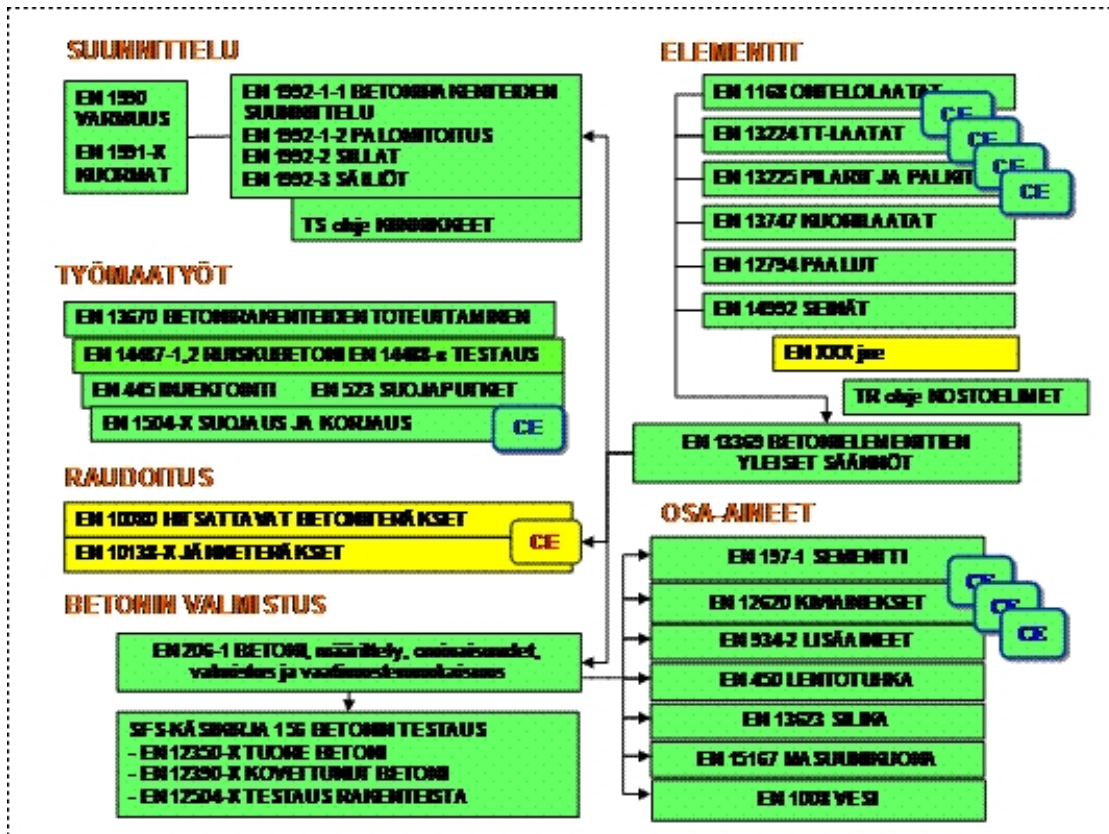 SUUNNITTELU
EN 1990
VARMUUS
EN 1991-X
KUORMAT
EN 1992-1-1 BETONIRAKENTEIDEN
SUUNNITTELU
EN 1992-1-2 PALOMITOITUS
EN 1992-2 SILLAT
EN 1992-3 SÄILIÖT
TS ohje KIINNIKKEET
TYÖMAATYÖT
EN 13670 BETONIRAKENTEIDEN TOTEUTTAMINEN
EN 14487-1,2 RUISKUBETONI EN 14488-x TESTAUS
EN 445 INJEKTOINTI EN 523 SUOJAPUTKET
EN 1504-X SUOJAUS JA KORJAUS
CE
RAUDOITUS
EN 10080 HITSATTAVAT BETONITERÄKSET
EN 10138-X JÄNNETERÄKSET
CE
BETONIN VALMISTUS
EN 206-1 BETONI, määrittely, ominaisuudet,
valmistus ja vaatimustenmukaisuus
SFS-KÄSIKIRJA 156 BETONIN TESTAUS
- EN 12350-X TUORE BETONI
- EN 12390-X KOVETTUNUT BETONI
- EN 12504-X TESTAUS RAKENTEISTA
ELEMENTIT
EN 1168 ONTELOLAATAT
CE
EN 13224 TT-LAATAT
CE
EN 13225 PILARIT JA PALKIT
CE
CE
EN 13747 KUORILAATAT
EN 12794 PAALUT
EN 14992 SEINÄT
EN XXX jne
TR ohje NOSTOELIMET
EN 13369 BETONIELEMENTTIEN
YLEISET SÄÄNNÖT
OSA-AINEET
EN 197-1 SEMENTTI
CE
EN 12620 KIVIAINEKSET
CE
EN 934-2 LISÄAINEET
CE
EN 450 LENTOTUHKA
EN 13623 SILIKA
EN 15167 MASUUNIKUONA
EN 1008 VESI